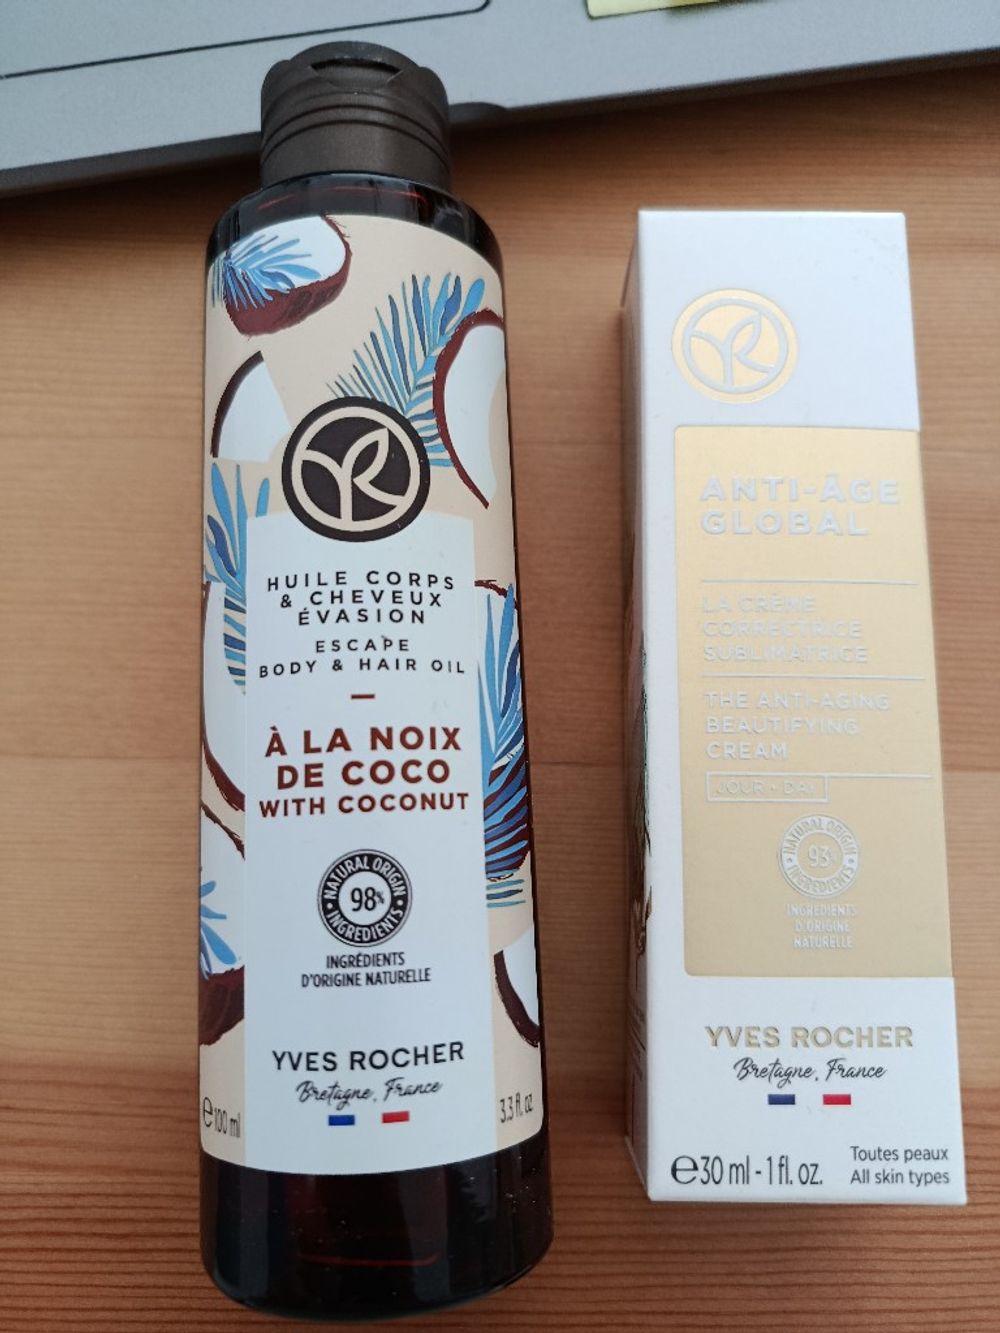 HUILE CORPS
& CHEVEUX
ÉVASION
ESCAPE
BODY & HAIR OIL
À LA NOIX
DE COCO
WITH COCONUT
NATURAL ORIGIN
98%
INGREDIENTS
INGRÉDIENTS
D'ORIGINE NATURELLE
YVES ROCHER
Bretagne, France
e100 ml
3.3 fl. oz.
ANTI-ÂGE
GLOBAL
LA CRÈME
CORRECTRICE
SUBLIMATRICE
THE ANTI-AGING
BEAUTIFYING
CREAM
JOUR - DAY
NATURAL ORIGIN
93%
INGREDIENTS
INGRÉDIENTS
D'ORIGINE
NATURELLE
YVES ROCHER
Bretagne, France
e30 ml - 1 fl. oz.
Toutes peaux
All skin types